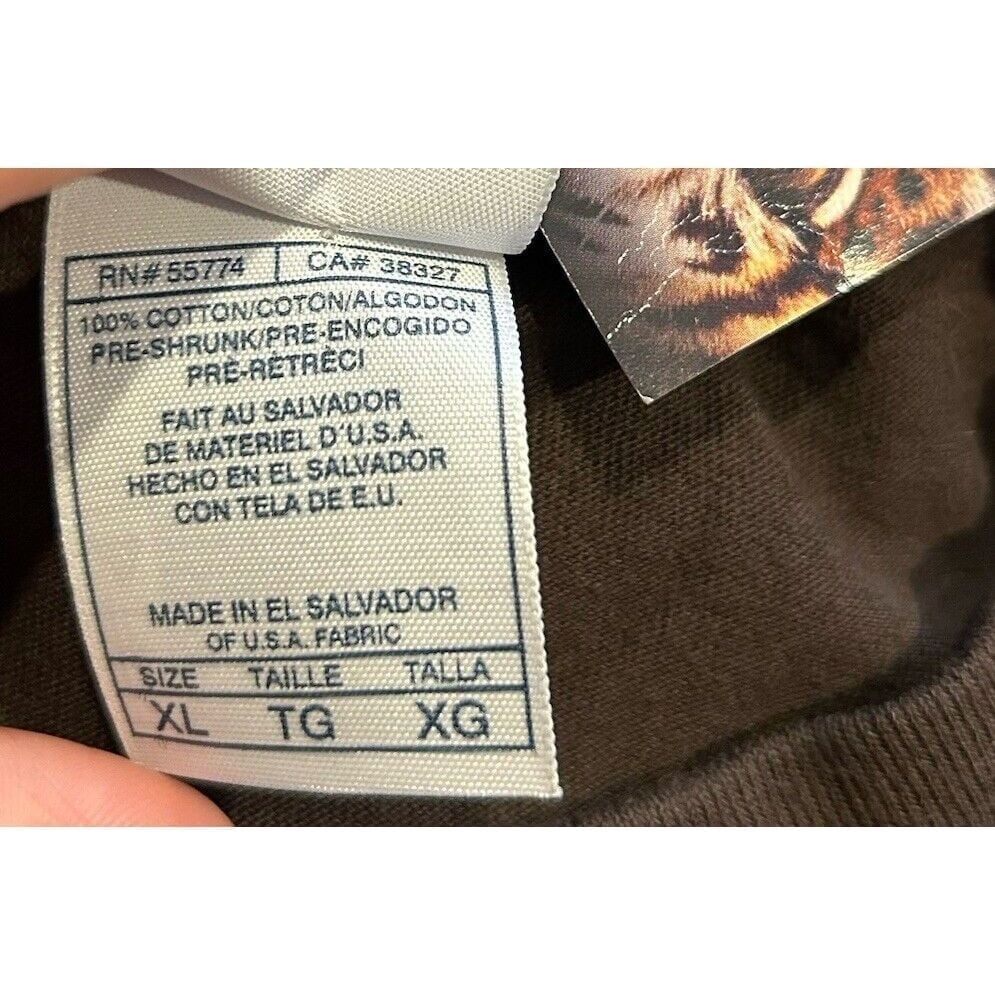 RN# 55774 CA# 38327
100% COTTON/COTON/ALGODON
PRE-SHRUNK/PRE-ENCOGIDO
PRÉ-RÉTRÉCI
FAIT AU SALVADOR
DE MATERIEL D'U.S.A.
HECHO EN EL SALVADOR
CON TELA DE E.U.
MADE IN EL SALVADOR
OF U.S.A. FABRIC
SIZE TAILLE TALLA
XL TG XG